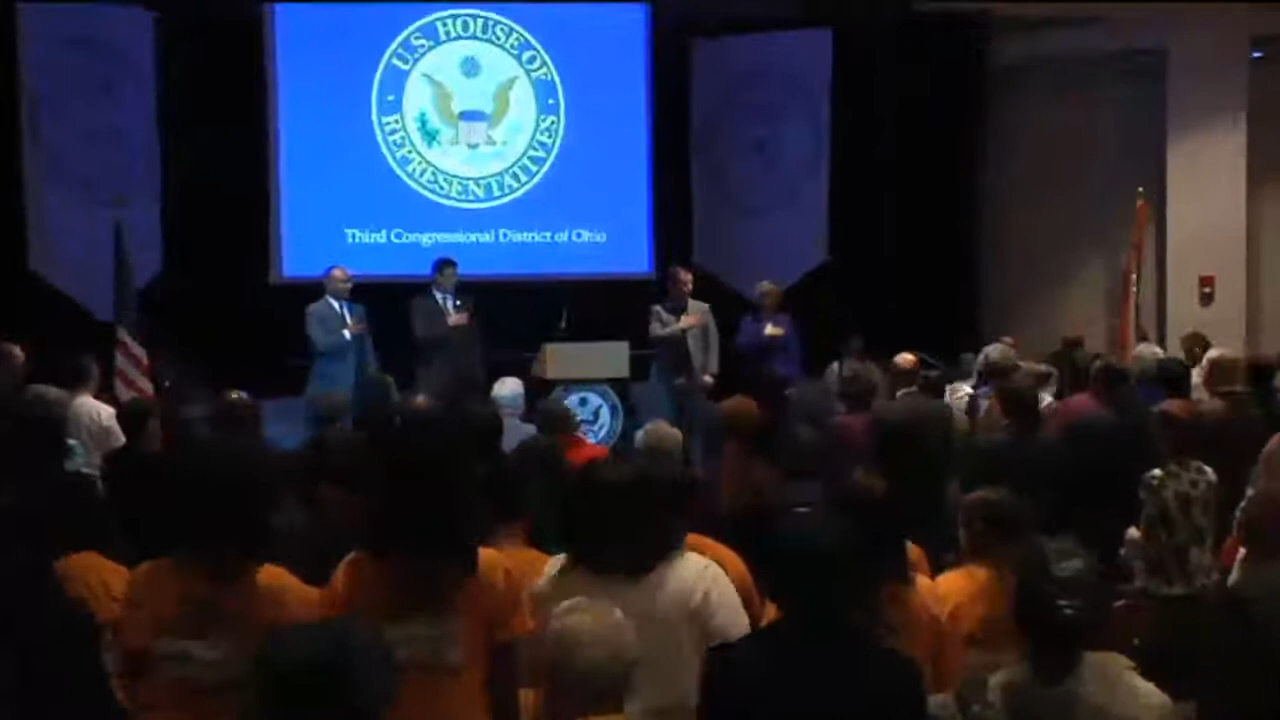 U.S. HOUSE OF
REPRESENTATIVES
Third Congressional District of Ohio